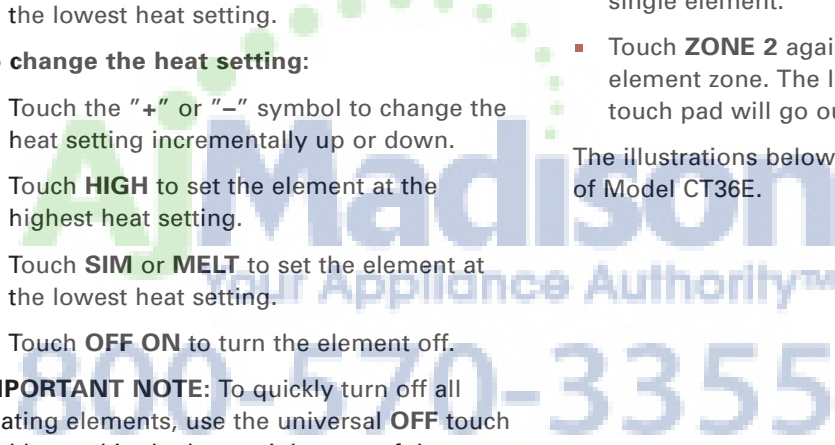 the lowest heat setting.
change the heat setting:
Touch the "+" or "–" symbol to change the
heat setting incrementally up or down.
Touch HIGH to set the element at the
highest heat setting.
Touch SIM or MELT to set the element at
the lowest heat setting.
Touch OFF ON to turn the element off.
NOTE: To quickly turn off all
elements, use the universal OFF touch
single element.
Touch ZONE 2
element zone. The
touch pad will go
The illustrations below
of Model CT36E.
AjMadison
Your Appliance Authority™
800-570-3355